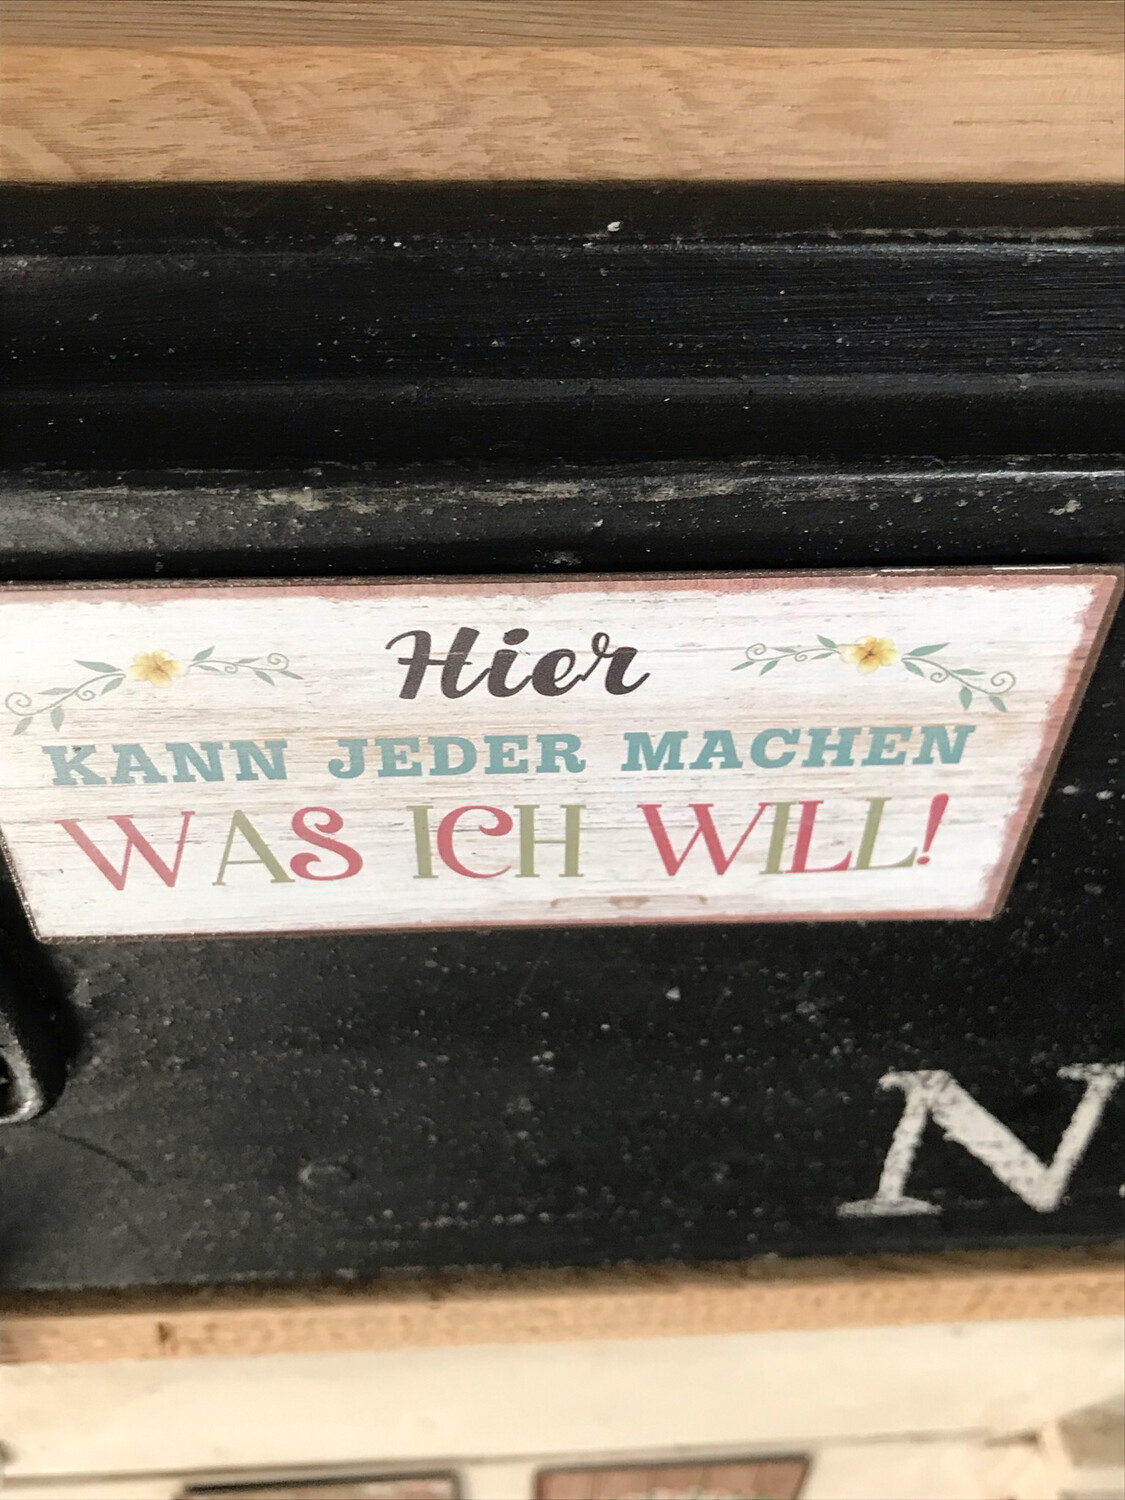 Hier
KANN JEDER MACHEN
WAS ICH WILL!
N